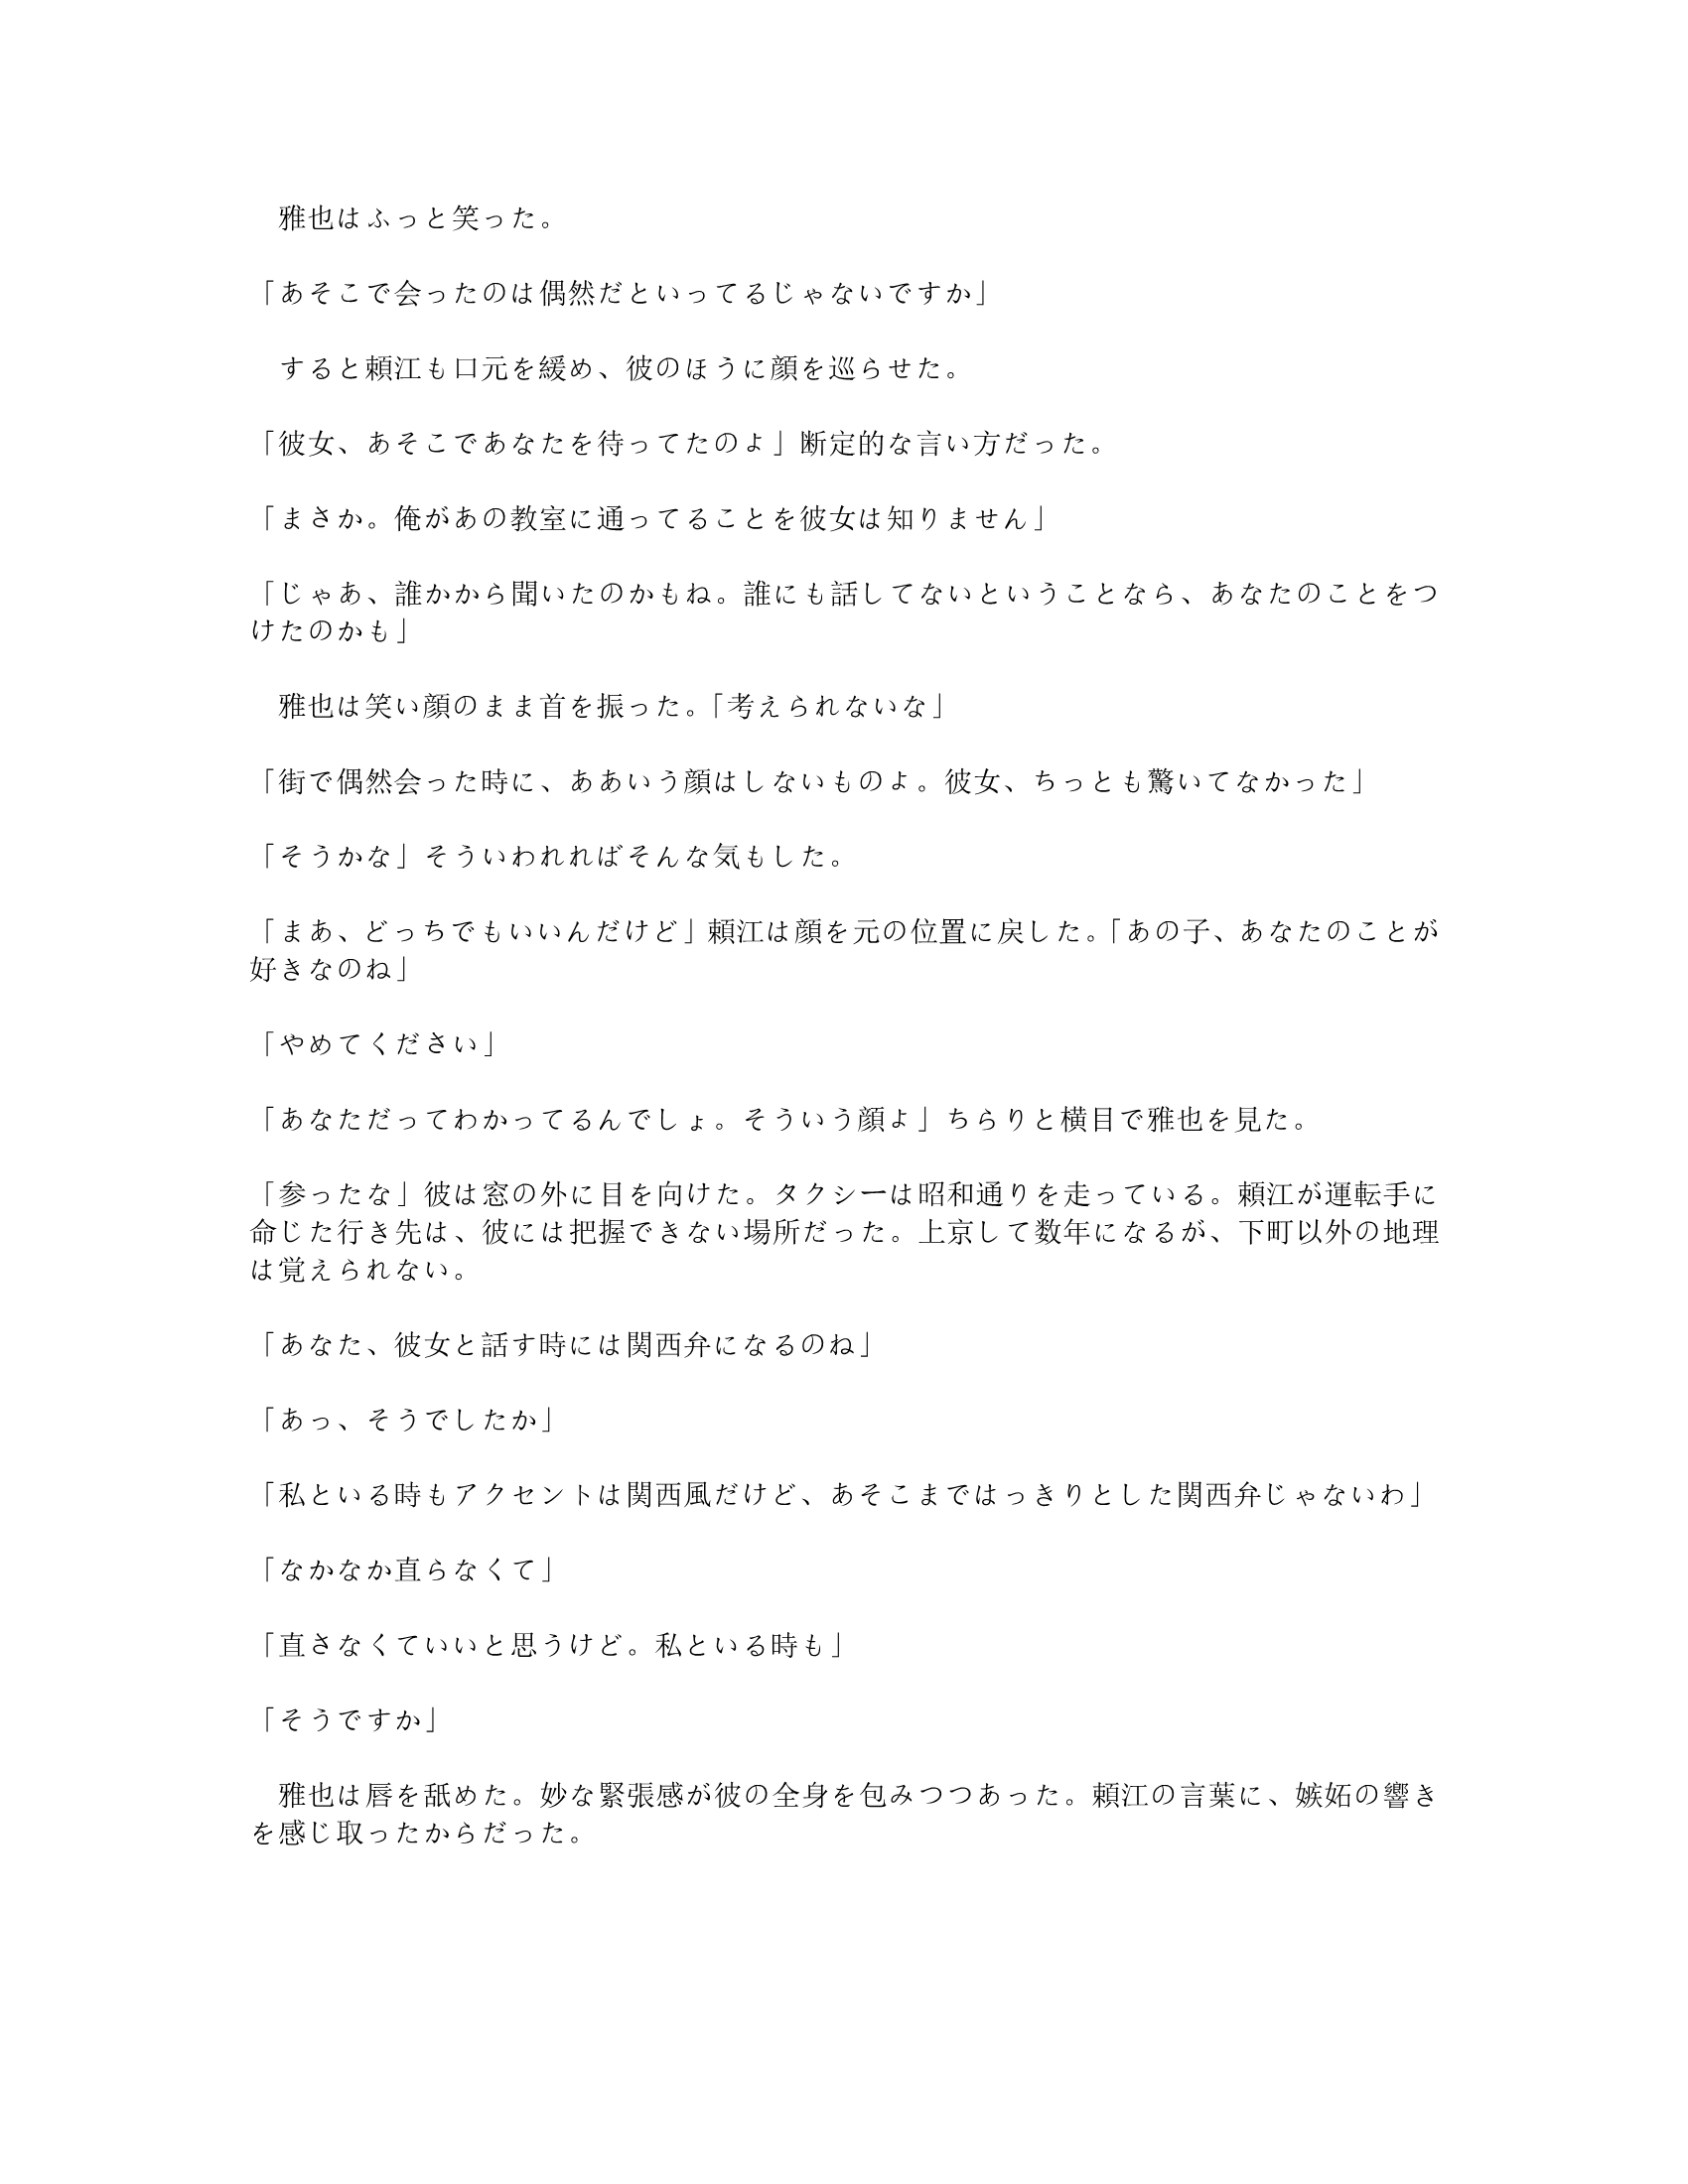 雅也はふっと笑った。
「あそこで会ったのは偶然だといってるじゃないですか」
　すると頼江も口元を緩め、彼のほうに顔を巡らせた。
「彼女、あそこであなたを待ってたのよ」断定的な言い方だった。
「まさか。俺があの教室に通ってることを彼女は知りません」
「じゃあ、誰かから聞いたのかもね。誰にも話してないということなら、あなたのことをつ
けたのかも」
　雅也は笑い顔のまま首を振った。「考えられないな」
「街で偶然会った時に、ああいう顔はしないものよ。彼女、ちっとも驚いてなかった」
「そうかな」そういわれればそんな気もした。
「まあ、どっちでもいいんだけど」頼江は顔を元の位置に戻した。「あの子、あなたのことが
好きなのね」
「やめてください」
「あなただってわかってるんでしょ。そういう顔よ」ちらりと横目で雅也を見た。
「参ったな」彼は窓の外に目を向けた。タクシーは昭和通りを走っている。頼江が運転手に
命じた行き先は、彼には把握できない場所だった。上京して数年になるが、下町以外の地理
は覚えられない。
「あなた、彼女と話す時には関西弁になるのね」
「あっ、そうでしたか」
「私といる時もアクセントは関西風だけど、あそこまではっきりとした関西弁じゃないわ」
「なかなか直らなくて」
「直さなくていいと思うけど。私といる時も」
「そうですか」
　雅也は唇を舐めた。妙な緊張感が彼の全身を包みつつあった。頼江の言葉に、嫉妬の響き
を感じ取ったからだった。